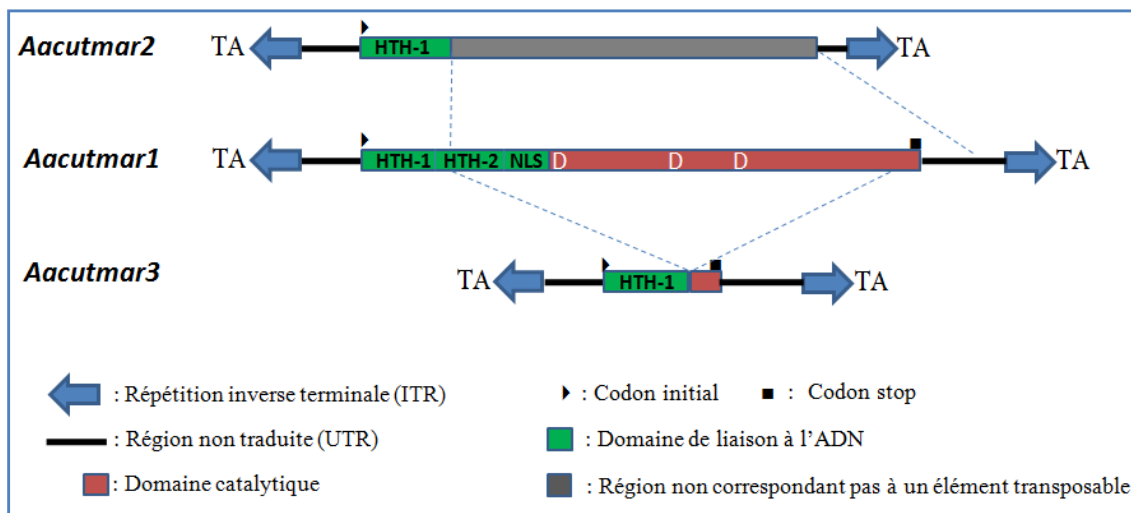 Aacutmar2 TA HTH-1 TA
Aacutmar1 TA HTH-1 HTH-2 NLS D D D TA
Aacutmar3 TA HTH-1 TA
: Répétition inverse terminale (ITR) : Codon initial : Codon stop
: Région non traduite (UTR) : Domaine de liaison à l'ADN
: Domaine catalytique : Région non correspondant pas à un élément transposable